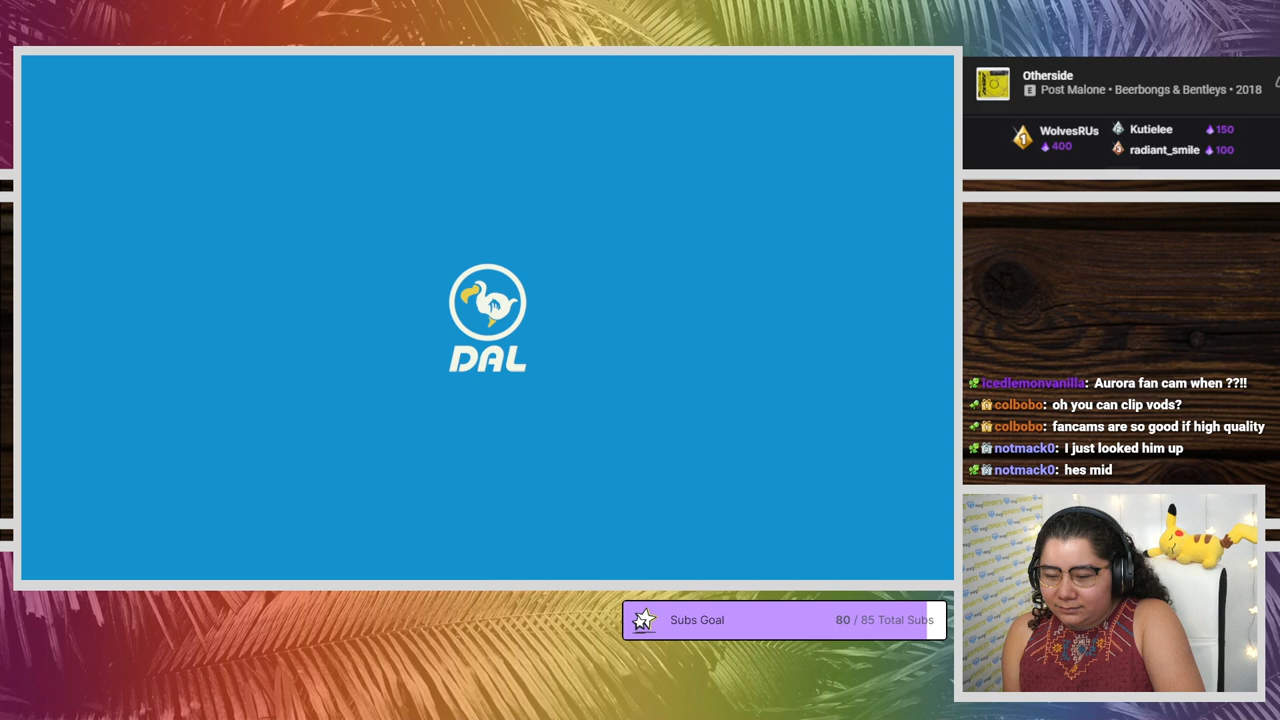 DAL
Otherside
E Post Malone • Beerbongs & Bentleys • 2018
1 WolvesRUs
400
Kutielee 150
radiant_smile 100
icedlemonvanilla: Aurora fan cam when ??!!
colbobo: oh you can clip vods?
colbobo: fancams are so good if high quality
notmack0: I just looked him up
notmack0: hes mid
Subs Goal 80 / 85 Total Subs